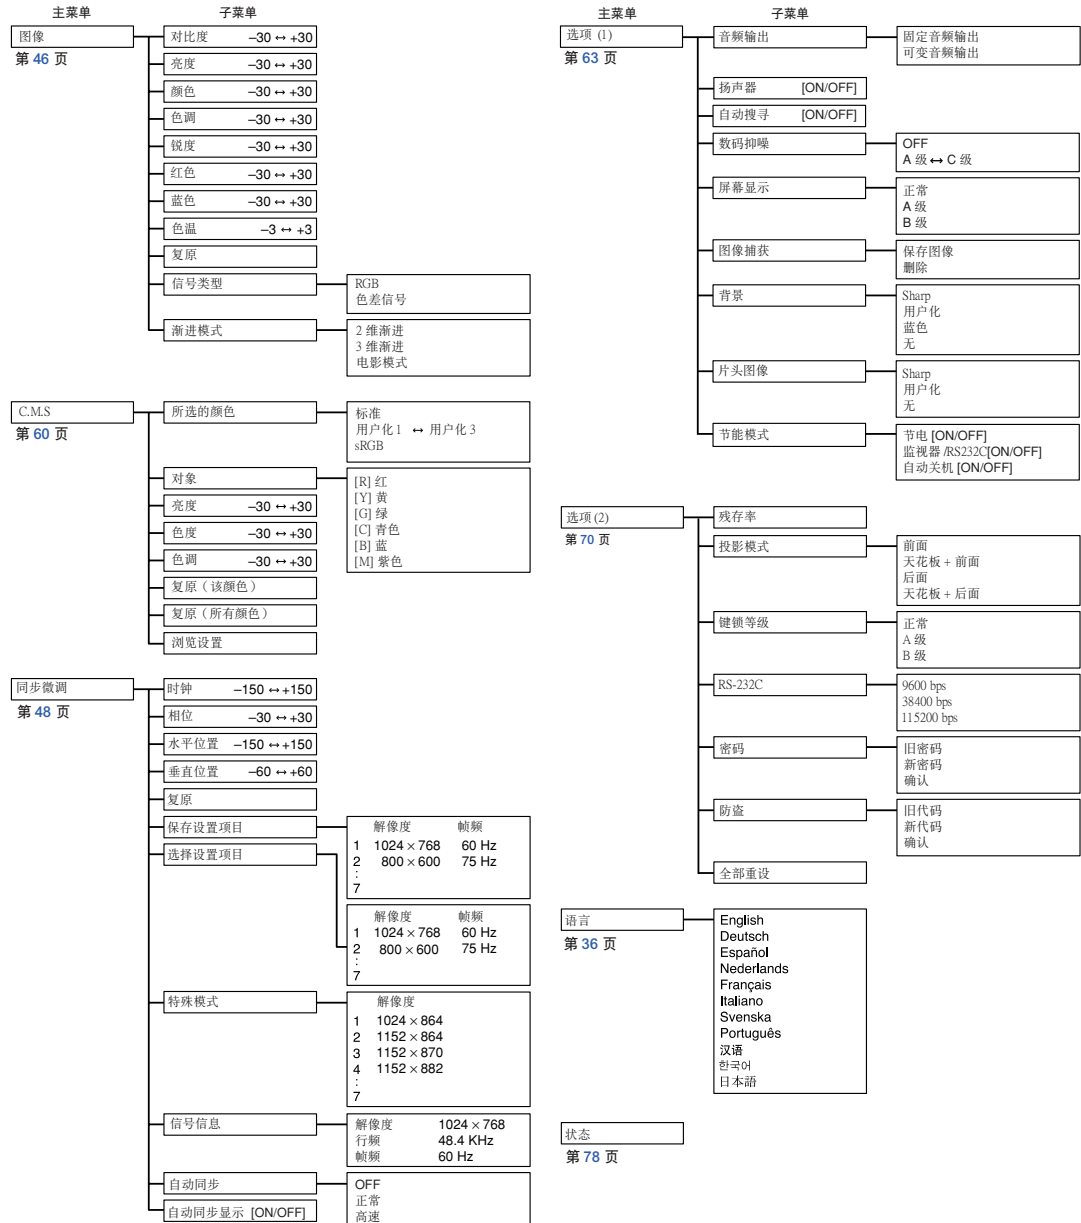 主菜单 子菜单
图像
第 46 页
对比度 –30 ↔ +30
亮度 –30 ↔ +30
颜色 –30 ↔ +30
色调 –30 ↔ +30
锐度 –30 ↔ +30
红色 –30 ↔ +30
蓝色 –30 ↔ +30
色温 –3 ↔ +3
复原
信号类型
RGB
色差信号
渐进模式
2 维渐进
3 维渐进
电影模式
C.M.S
第 60 页
所选的颜色
标准
用户化 1 ↔ 用户化 3
sRGB
对象
[R] 红
[Y] 黄
[G] 绿
[C] 青色
[B] 蓝
[M] 紫色
亮度 –30 ↔ +30
色度 –30 ↔ +30
色调 –30 ↔ +30
复原（该颜色）
复原（所有颜色）
浏览设置
同步微调
第 48 页
时钟 –150 ↔ +150
相位 –30 ↔ +30
水平位置 –150 ↔ +150
垂直位置 –60 ↔ +60
复原
保存设置项目
解像度 帧频
1 1024 × 768 60 Hz
2 800 × 600 75 Hz
:
7
选择设置项目
解像度 帧频
1 1024 × 768 60 Hz
2 800 × 600 75 Hz
:
7
特殊模式
解像度
1 1024 × 864
2 1152 × 864
3 1152 × 870
4 1152 × 882
:
7
信号信息
解像度 1024 × 768
行频 48.4 KHz
帧频 60 Hz
自动同步
OFF
正常
高速
自动同步显示 [ON/OFF]
主菜单 子菜单
选项 (1)
第 63 页
音频输出
固定音频输出
可变音频输出
扬声器 [ON/OFF]
自动搜寻 [ON/OFF]
数码抑噪
OFF
A 级 ↔ C 级
屏幕显示
正常
A 级
B 级
图像捕获
保存图像
删除
背景
Sharp
用户化
蓝色
无
片头图像
Sharp
用户化
无
节能模式
节电 [ON/OFF]
监视器 /RS232C[ON/OFF]
自动关机 [ON/OFF]
选项 (2)
第 70 页
残存率
投影模式
前面
天花板 + 前面
后面
天花板 + 后面
键锁等级
正常
A 级
B 级
RS-232C
9600 bps
38400 bps
115200 bps
密码
旧密码
新密码
确认
防盗
旧代码
新代码
确认
全部重设
语言
第 36 页
English
Deutsch
Español
Nederlands
Français
Italiano
Svenska
Português
汉语
한국어
日本語
状态
第 78 页